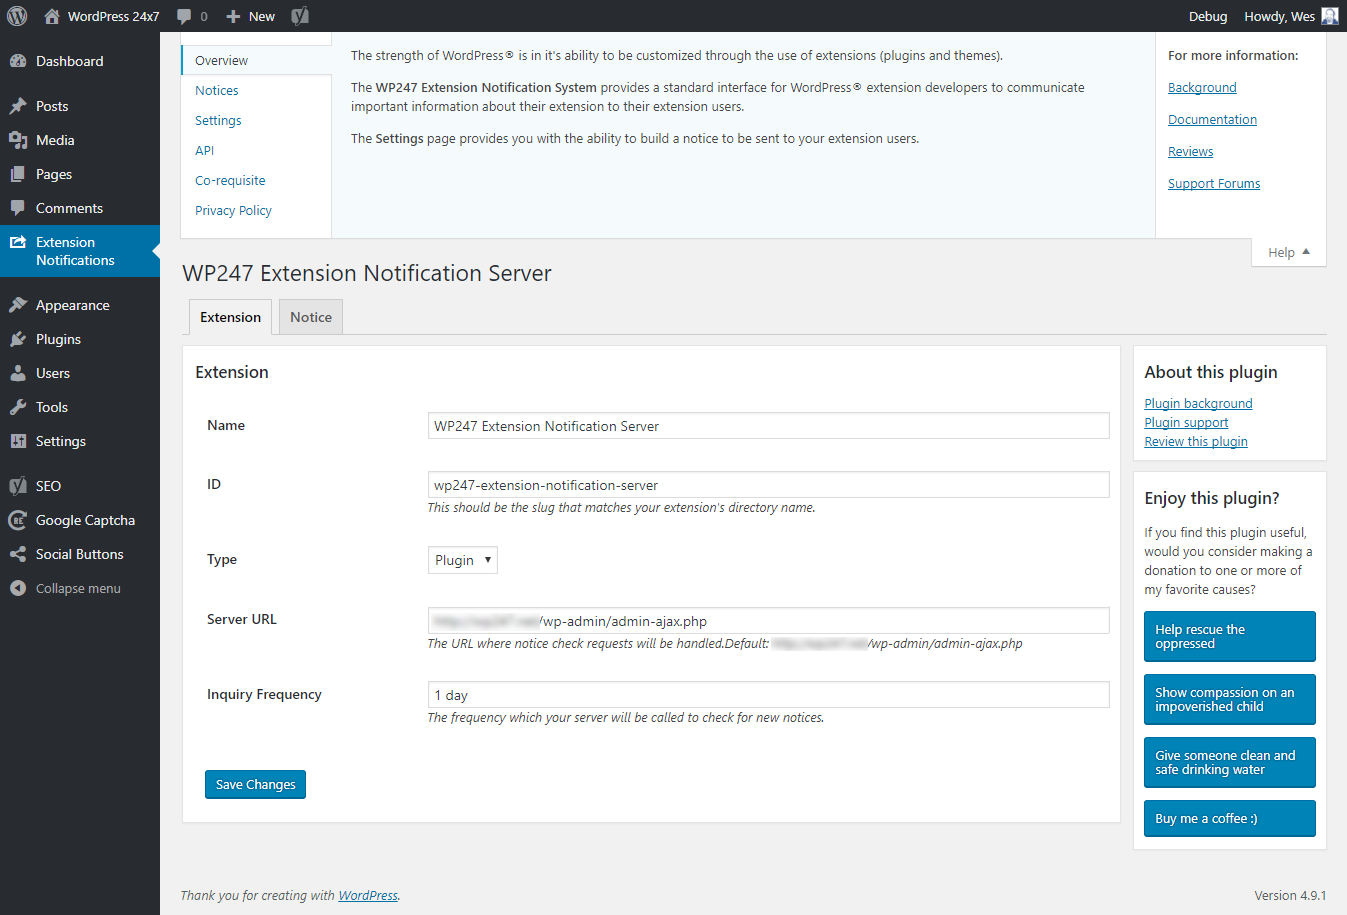 WordPress 24x7 0 New Debug Howdy, Wes
Dashboard
Posts
Media
Pages
Comments
Extension
Notifications
Appearance
Plugins
Users
Tools
Settings
SEO
Google Captcha
Social Buttons
Collapse menu
Overview
Notices
Settings
API
Co-requisite
Privacy Policy
The strength of WordPress® is in it's ability to be customized through the use of extensions (plugins and themes).
The WP247 Extension Notification System provides a standard interface for WordPress® extension developers to communicate
important information about their extension to their extension users.
The Settings page provides you with the ability to build a notice to be sent to your extension users.
For more information:
Background
Documentation
Reviews
Support Forums
Help
WP247 Extension Notification Server
Extension Notice
Extension
Name WP247 Extension Notification Server
ID wp247-extension-notification-server
This should be the slug that matches your extension's directory name.
Type Plugin
Server URL /wp-admin/admin-ajax.php
The URL where notice check requests will be handled.Default: /wp-admin/admin-ajax.php
Inquiry Frequency 1 day
The frequency which your server will be called to check for new notices.
Save Changes
About this plugin
Plugin background
Plugin support
Review this plugin
Enjoy this plugin?
If you find this plugin useful,
would you consider making a
donation to one or more of
my favorite causes?
Help rescue the
oppressed
Show compassion on an
impoverished child
Give someone clean and
safe drinking water
Buy me a coffee :)
Thank you for creating with WordPress. Version 4.9.1